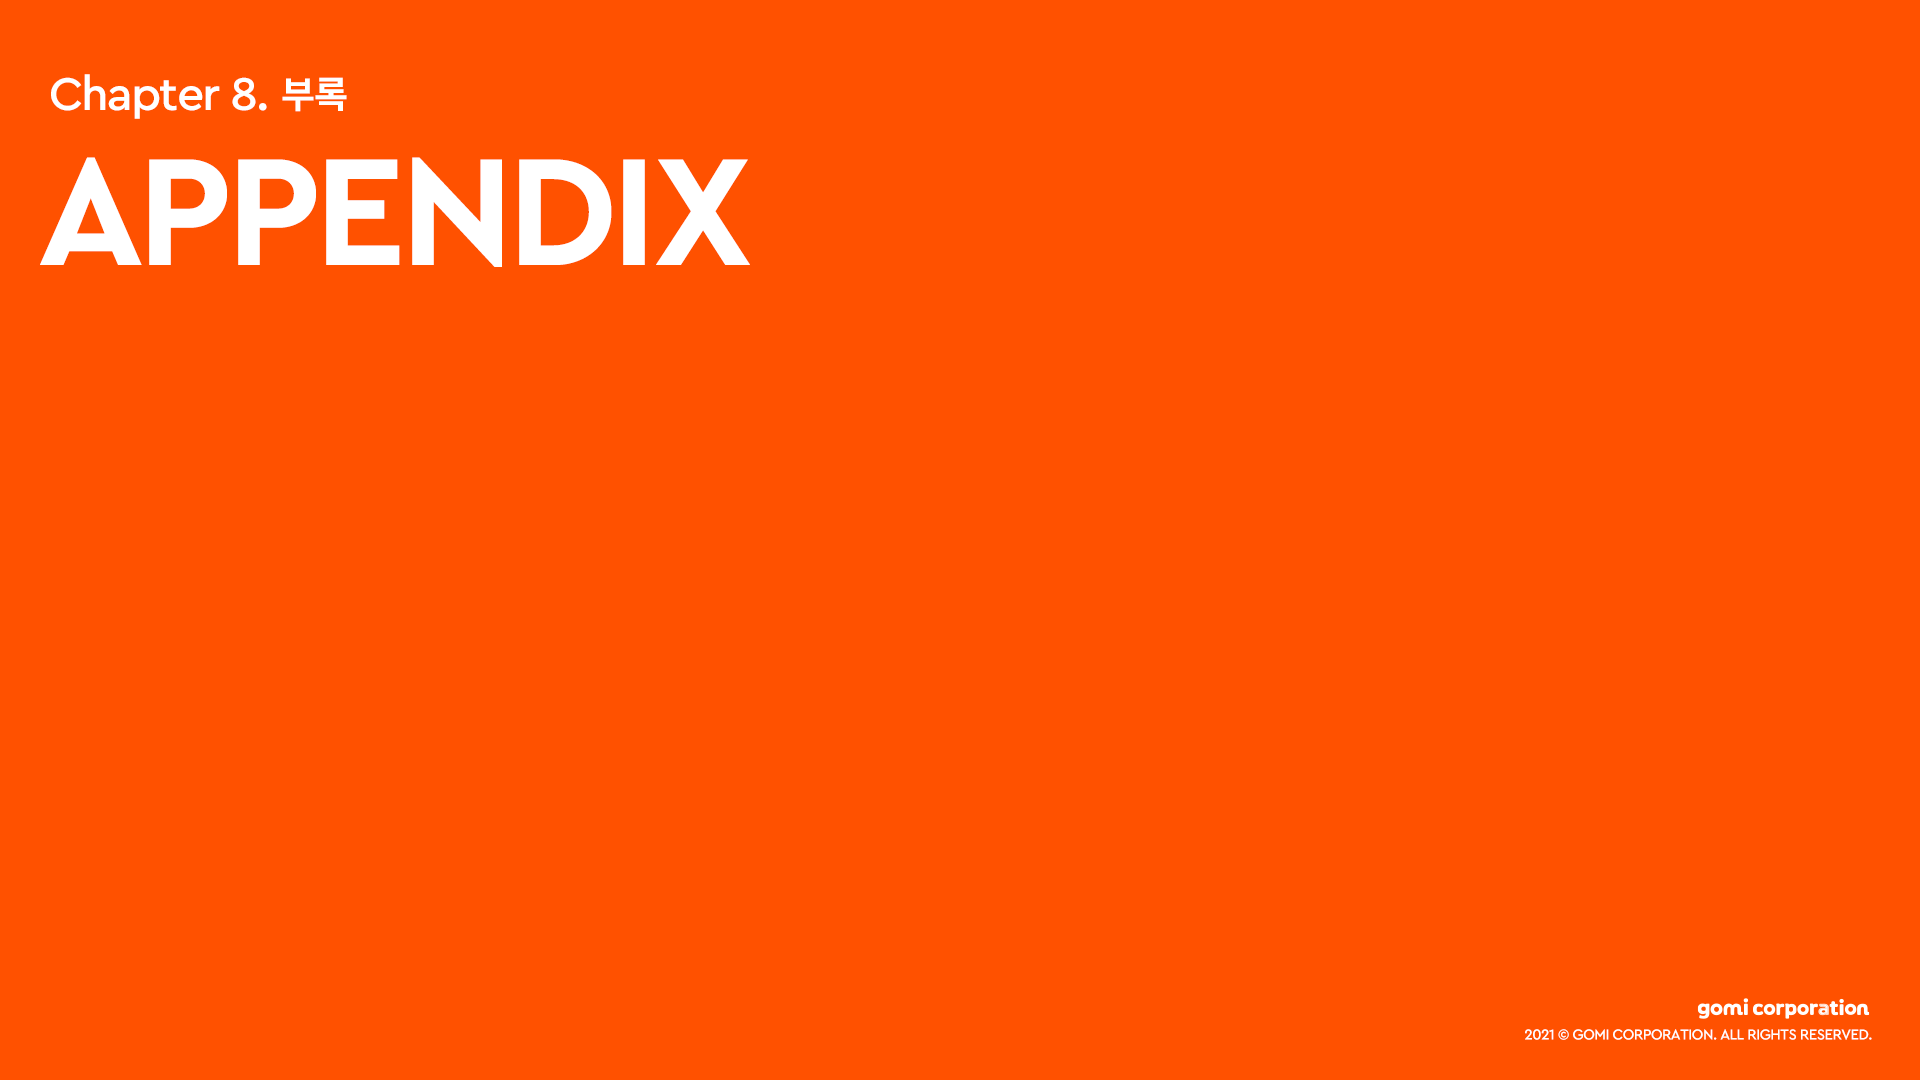 Chapter 8. 부록
APPENDIX
gomi corporation
2021 © GOMI CORPORATION. ALL RIGHTS RESERVED.